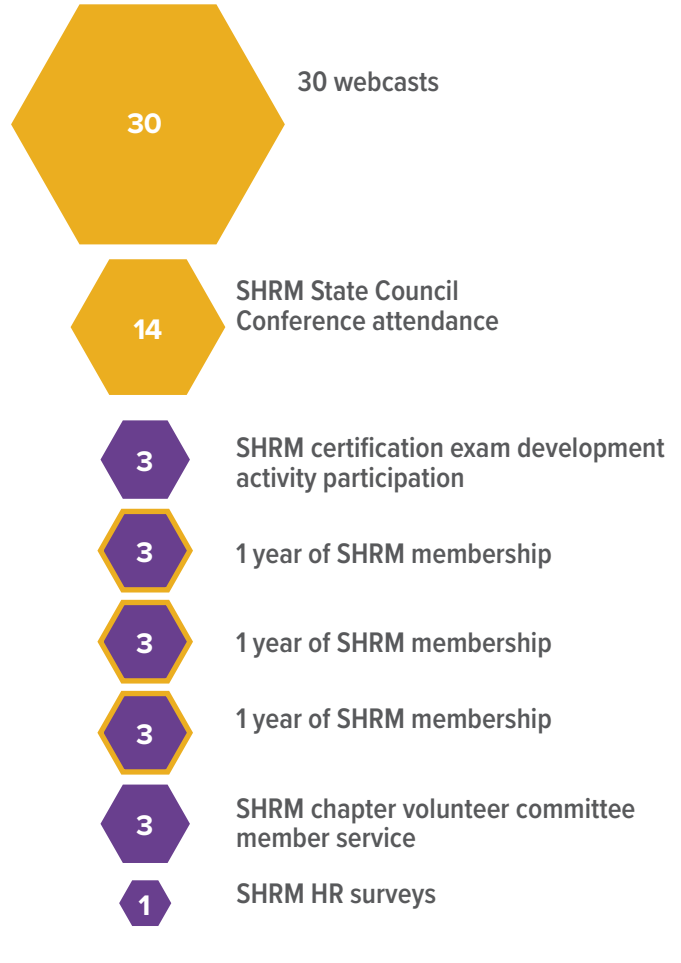 30
30 webcasts
14
SHRM State Council
Conference attendance
3
SHRM certification exam development
activity participation
3
1 year of SHRM membership
3
1 year of SHRM membership
3
1 year of SHRM membership
3
SHRM chapter volunteer committee
member service
1
SHRM HR surveys